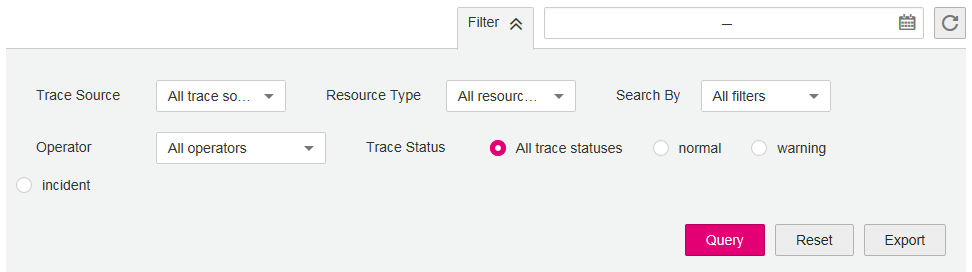 Filter —
Trace Source All trace so... Resource Type All resourc... Search By All filters
Operator All operators Trace Status All trace statuses normal warning
incident
Query Reset Export